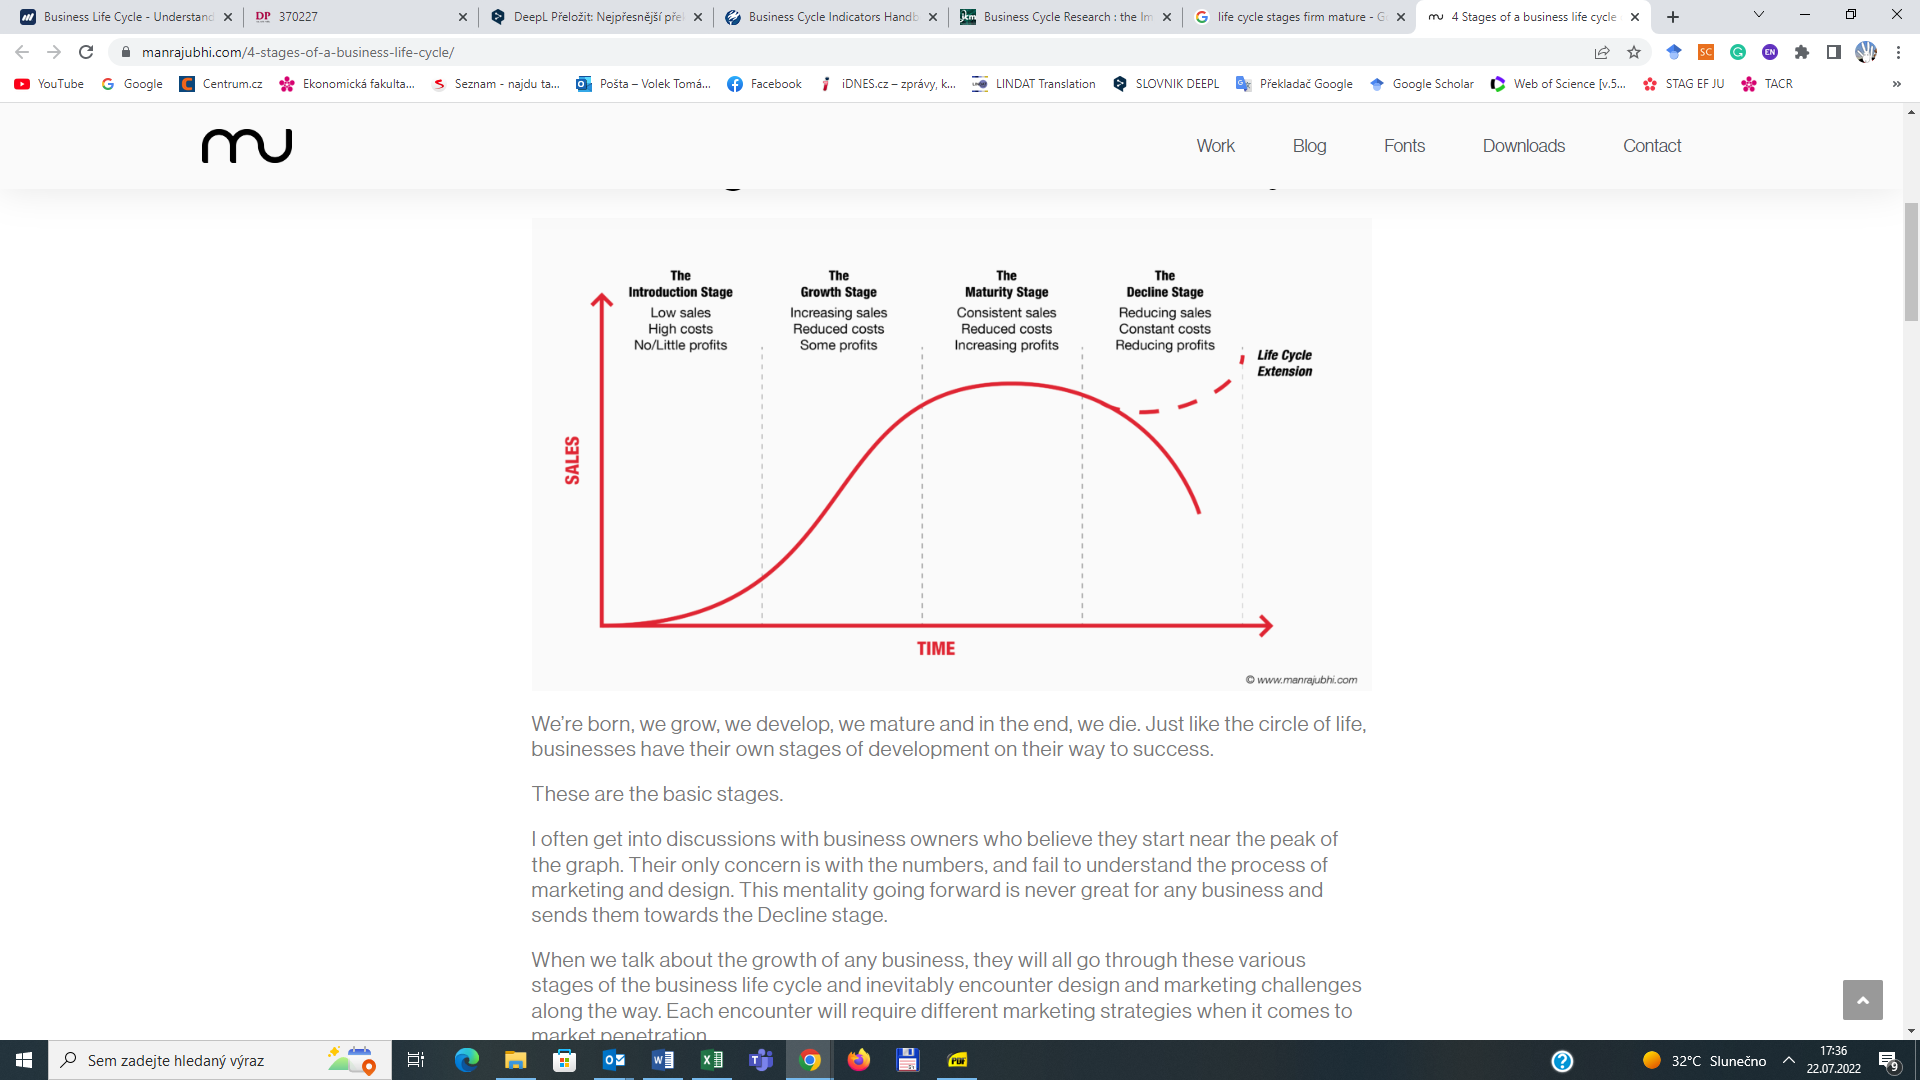 Business Life Cycle - Understand
370227
DeepL Přeložit: Nejpřesnější pře
Business Cycle Indicators Handb
Business Cycle Research : the Im
life cycle stages firm mature - G
4 Stages of a business life cycle
manrajubhi.com/4-stages-of-a-business-life-cycle/
YouTube
Google
Centrum.cz
Ekonomická fakulta...
Seznam - najdu ta...
Pošta – Volek Tomá...
Facebook
iDNES.cz – zprávy, k...
LINDAT Translation
SLOVNIK DEEPL
Překladač Google
Google Scholar
Web of Science [v.5...
STAG EF JU
TACR
»
mu
Work
Blog
Fonts
Downloads
Contact
The
Introduction Stage
Low sales
High costs
No/Little profits
The
Growth Stage
Increasing sales
Reduced costs
Some profits
The
Maturity Stage
Consistent sales
Reduced costs
Increasing profits
The
Decline Stage
Reducing sales
Constant costs
Reducing profits
Life Cycle
Extension
SALES
TIME
© www.manrajubhi.com
We're born, we grow, we develop, we mature and in the end, we die. Just like the circle of life,
businesses have their own stages of development on their way to success.
These are the basic stages.
I often get into discussions with business owners who believe they start near the peak of
the graph. Their only concern is with the numbers, and fail to understand the process of
marketing and design. This mentality going forward is never great for any business and
sends them towards the Decline stage.
When we talk about the growth of any business, they will all go through these various
stages of the business life cycle and inevitably encounter design and marketing challenges
along the way. Each encounter will require different marketing strategies when it comes to
market penetration.
Sem zadejte hledaný výraz
32°C Slunečno
17:36
22.07.2022
9